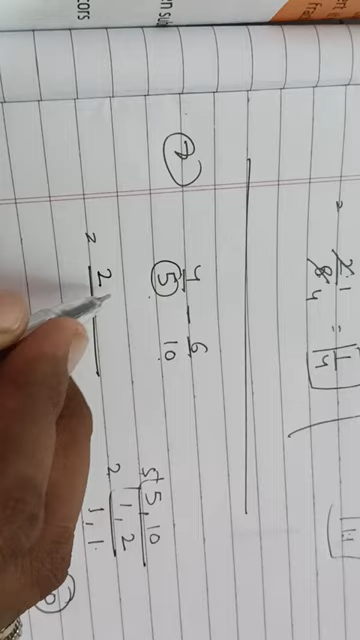 = 2 1 / 8 4 = 1/4
7
4/5 - 6/10
5 | 5, 10
2 | 1, 2
1, 1
= 2